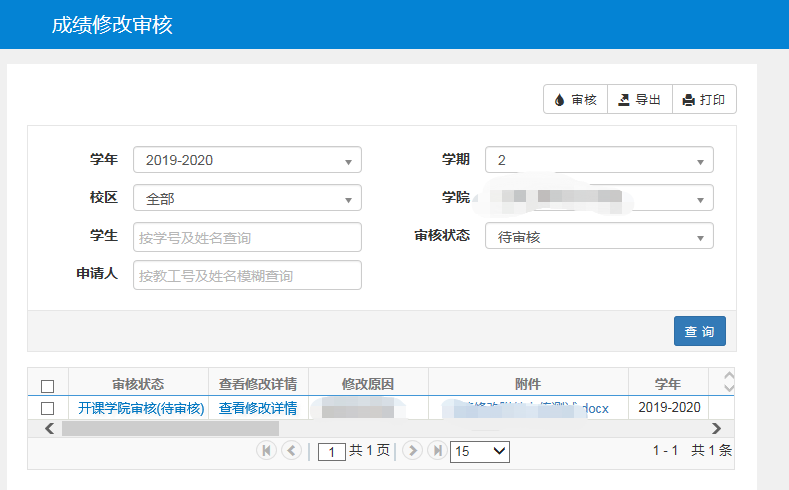 成绩修改审核
审核 导出 打印
学年 2019-2020 学期 2
校区 全部 学院
学生 按学号及姓名查询 审核状态 待审核
申请人 按教工号及姓名模糊查询
查 询
审核状态 查看修改详情 修改原因 附件 学年
开课学院审核(待审核) 查看修改详情 docx 2019-2020
1 共 1 页 15 1 - 1 共 1 条